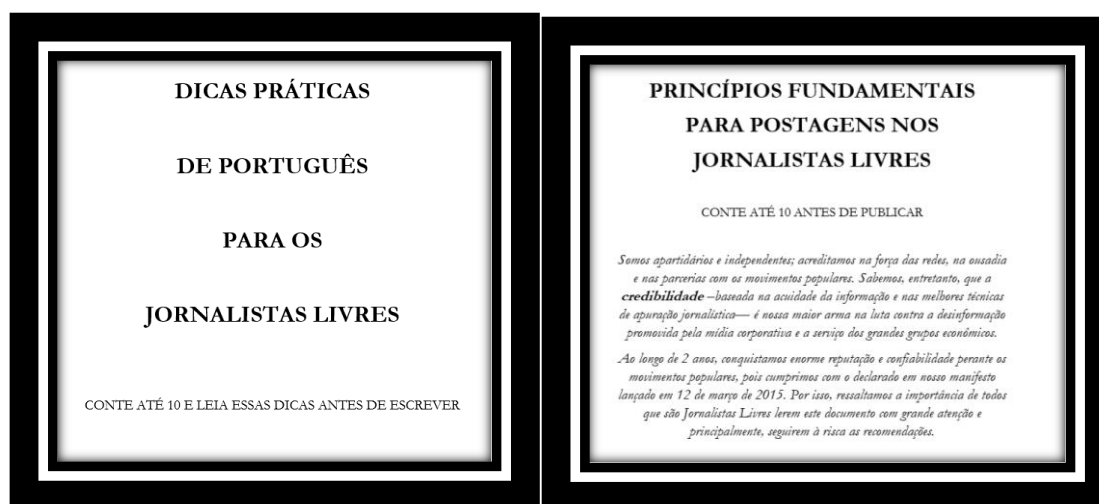 DICAS PRÁTICAS
DE PORTUGUÊS
PARA OS
JORNALISTAS LIVRES
CONTE ATÉ 10 E LEIA ESSAS DICAS ANTES DE ESCREVER
PRINCÍPIOS FUNDAMENTAIS
PARA POSTAGENS NOS
JORNALISTAS LIVRES
CONTE ATÉ 10 ANTES DE PUBLICAR
Somos apartidários e independentes; acreditamos na força das redes, na ousadia
e nas parcerias com os movimentos populares. Sabemos, entretanto, que a
credibilidade –baseada na acuidade da informação e nas melhores técnicas
de apuração jornalística— é nossa maior arma na luta contra a desinformação
promovida pela mídia corporativa e a serviço dos grandes grupos econômicos.
Ao longo de 2 anos, conquistamos enorme reputação e confiabilidade perante os
movimentos populares, pois cumprimos com o declarado em nosso manifesto
lançado em 12 de março de 2015. Por isso, ressaltamos a importância de todos
que são Jornalistas Livres lerem este documento com grande atenção e
principalmente, seguirem à risca as recomendações.